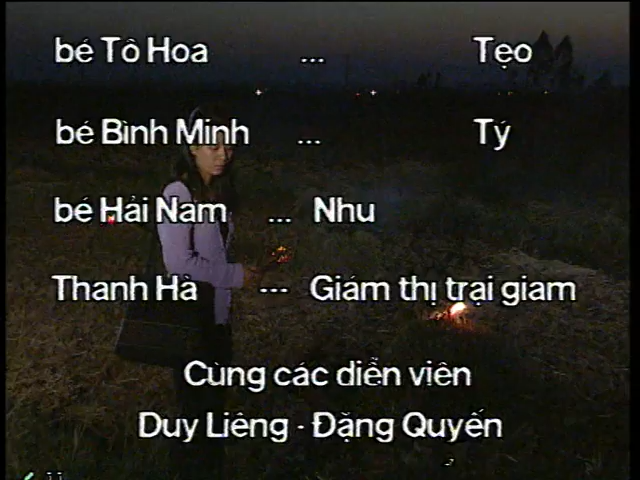 bé Tô Hoa ... Tẹo
bé Bình Minh ... Tý
bé Hải Nam ... Nhu
Thanh Hà ... Giám thị trại giam
Cùng các diễn viên
Duy Liêng - Đặng Quyến